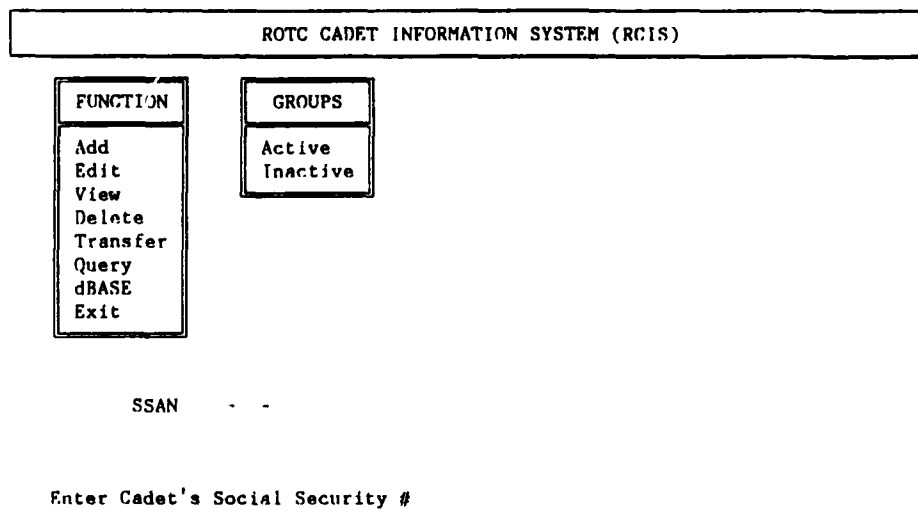 ROTC CADET INFORMATION SYSTEM (RCIS)
FUNCTION
Add
Edit
View
Delete
Transfer
Query
dBASE
Exit
GROUPS
Active
Inactive
SSAN - -
Enter Cadet's Social Security #